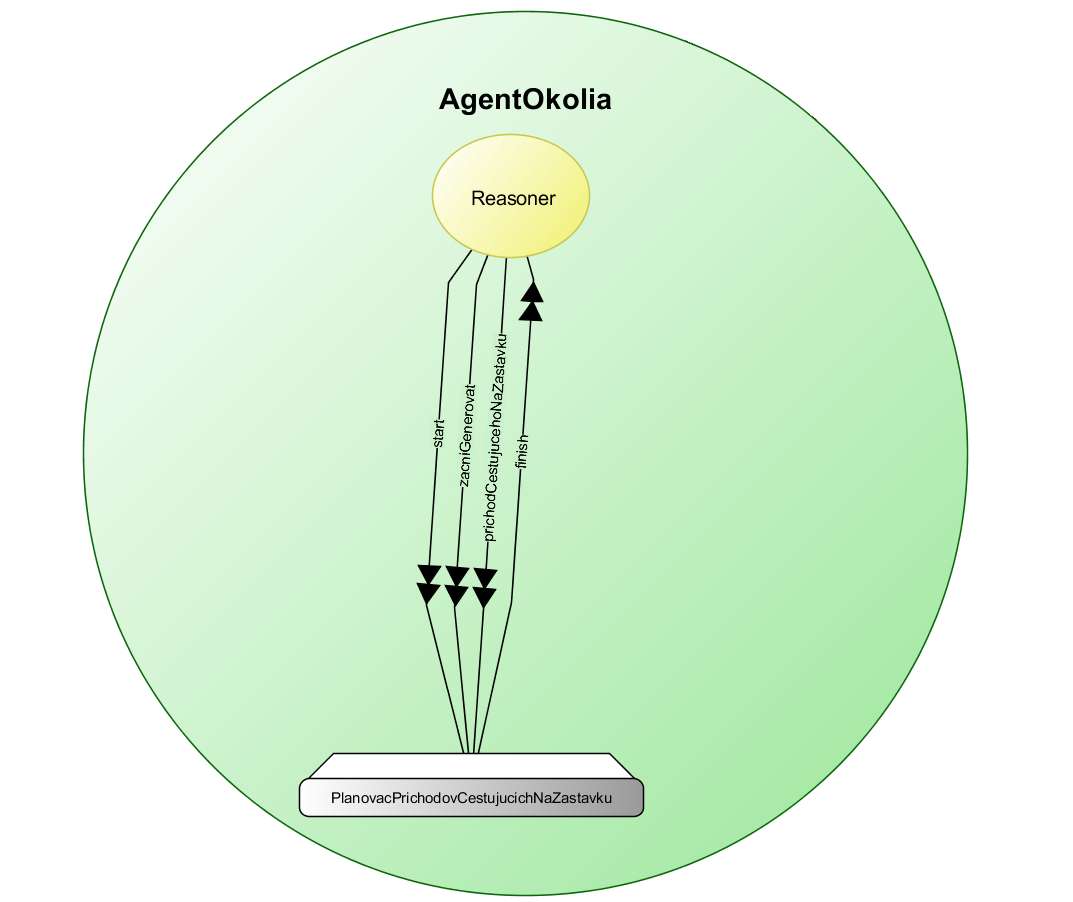 AgentOkolia
Reasoner
start
zacniGenerovat
prichodCestujucehoNaZastavku
finish
PlanovacPrichodovCestujucichNaZastavku